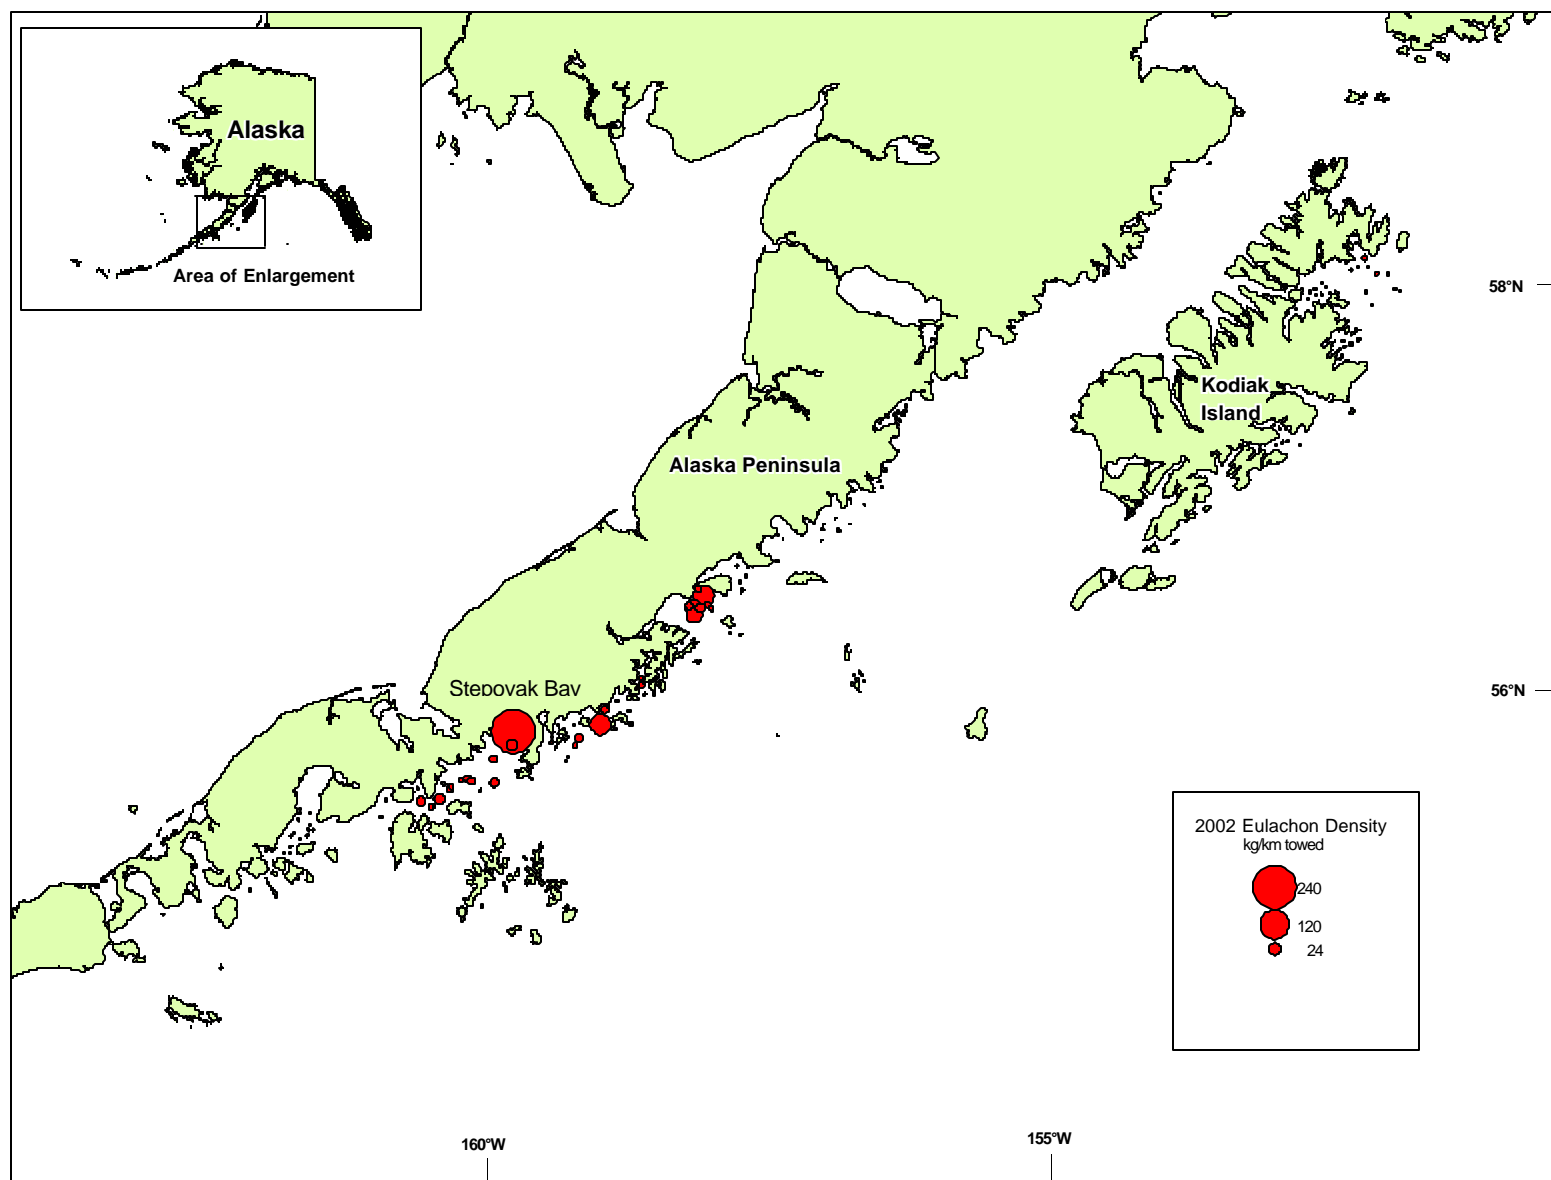 Alaska
Area of Enlargement
58°N
Kodiak
Island
Alaska Peninsula
Stepovak Bay
56°N
2002 Eulachon Density
kg/km towed
240
120
24
160°W
155°W